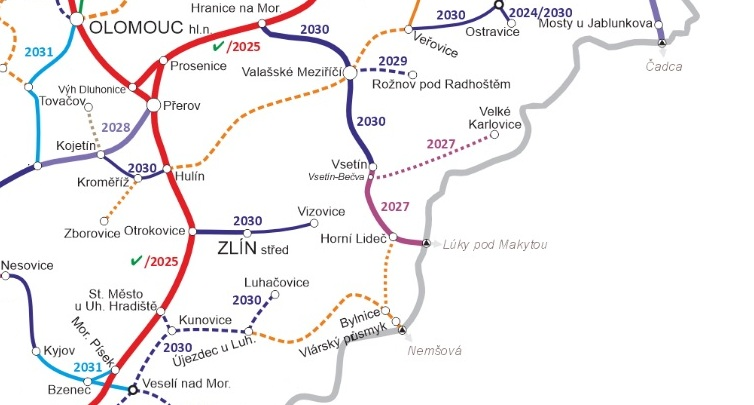 Hranice na Mor.
2030
2024/2030
Mosty u Jablunkova
OLOMOUC hl.n.
2030
Ostravice
2031
✓/2025
Veřovice
Čadca
Prosenice
Valašské Meziříčí
2029
Výh Dluhonice
Rožnov pod Radhoštěm
Tovačov
Přerov
Velké
Karlovice
2028
2030
Kojetín
2027
Vsetín
2030
Hulín
Vsetín-Bečva
Kroměříž
2027
Vizovice
2030
Zborovice
Otrokovice
Horní Lideč
Lúky pod Makytou
ZLÍN střed
✓/2025
Nesovice
Luhačovice
St. Město
u Uh. Hradiště
2030
Kunovice
Bylnice
Mor. Písek
Vlárský průsmyk
2030
Újezdec u Luh.
Nemšová
Kyjov
2031
Veselí nad Mor.
Bzenec